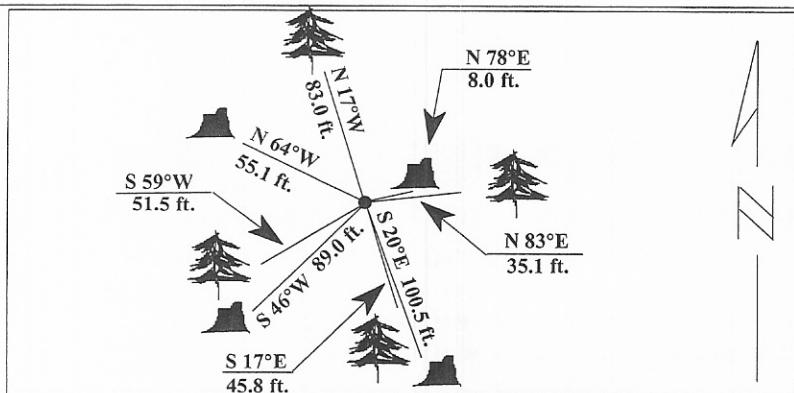 N 78°E
8.0 ft.
N 17°W
83.0 ft.
N 64°W
55.1 ft.
S 59°W
51.5 ft.
N 83°E
35.1 ft.
S 46°W 89.0 ft.
S 20°E 100.5 ft.
S 17°E
45.8 ft.
N